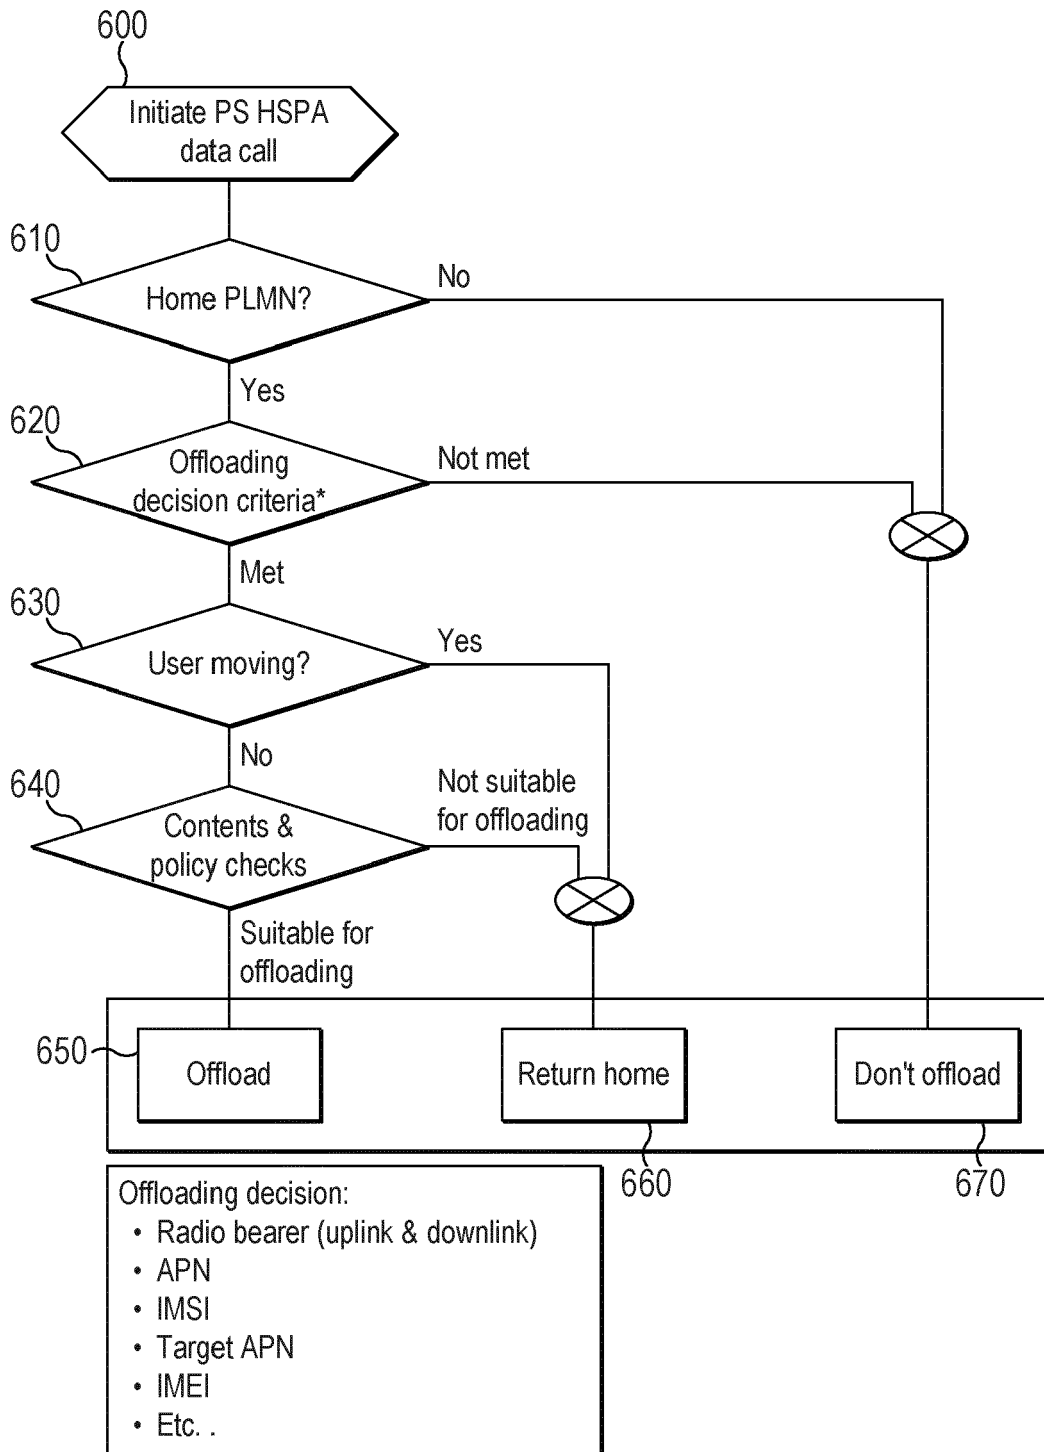 600
Initiate PS HSPA
data call
610
Home PLMN?
No
Yes
620
Offloading
decision criteria*
Not met
Met
630
User moving?
Yes
No
640
Contents &
policy checks
Not suitable
for offloading
Suitable for
offloading
650
Offload
Return home
Don't offload
660
670
Offloading decision:
• Radio bearer (uplink & downlink)
• APN
• IMSI
• Target APN
• IMEI
• Etc. .